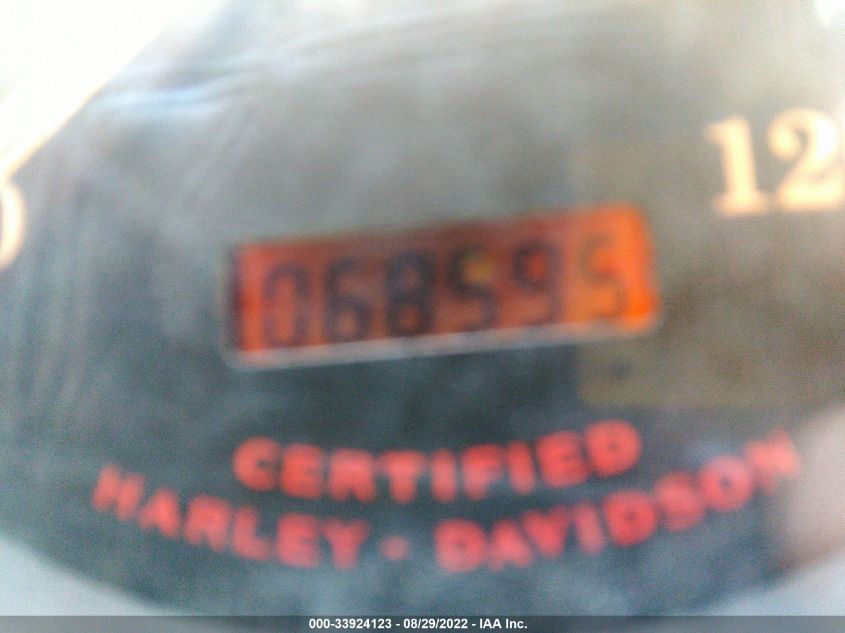 12
068595
CERTIFIED
HARLEY - DAVIDSON
000-33924123 - 08/29/2022 - IAA Inc.